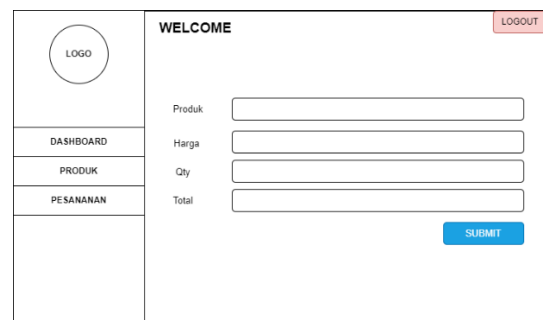 LOGO
DASHBOARD
PRODUK
PESANANAN
WELCOME
LOGOUT
Produk
Harga
Qty
Total
SUBMIT